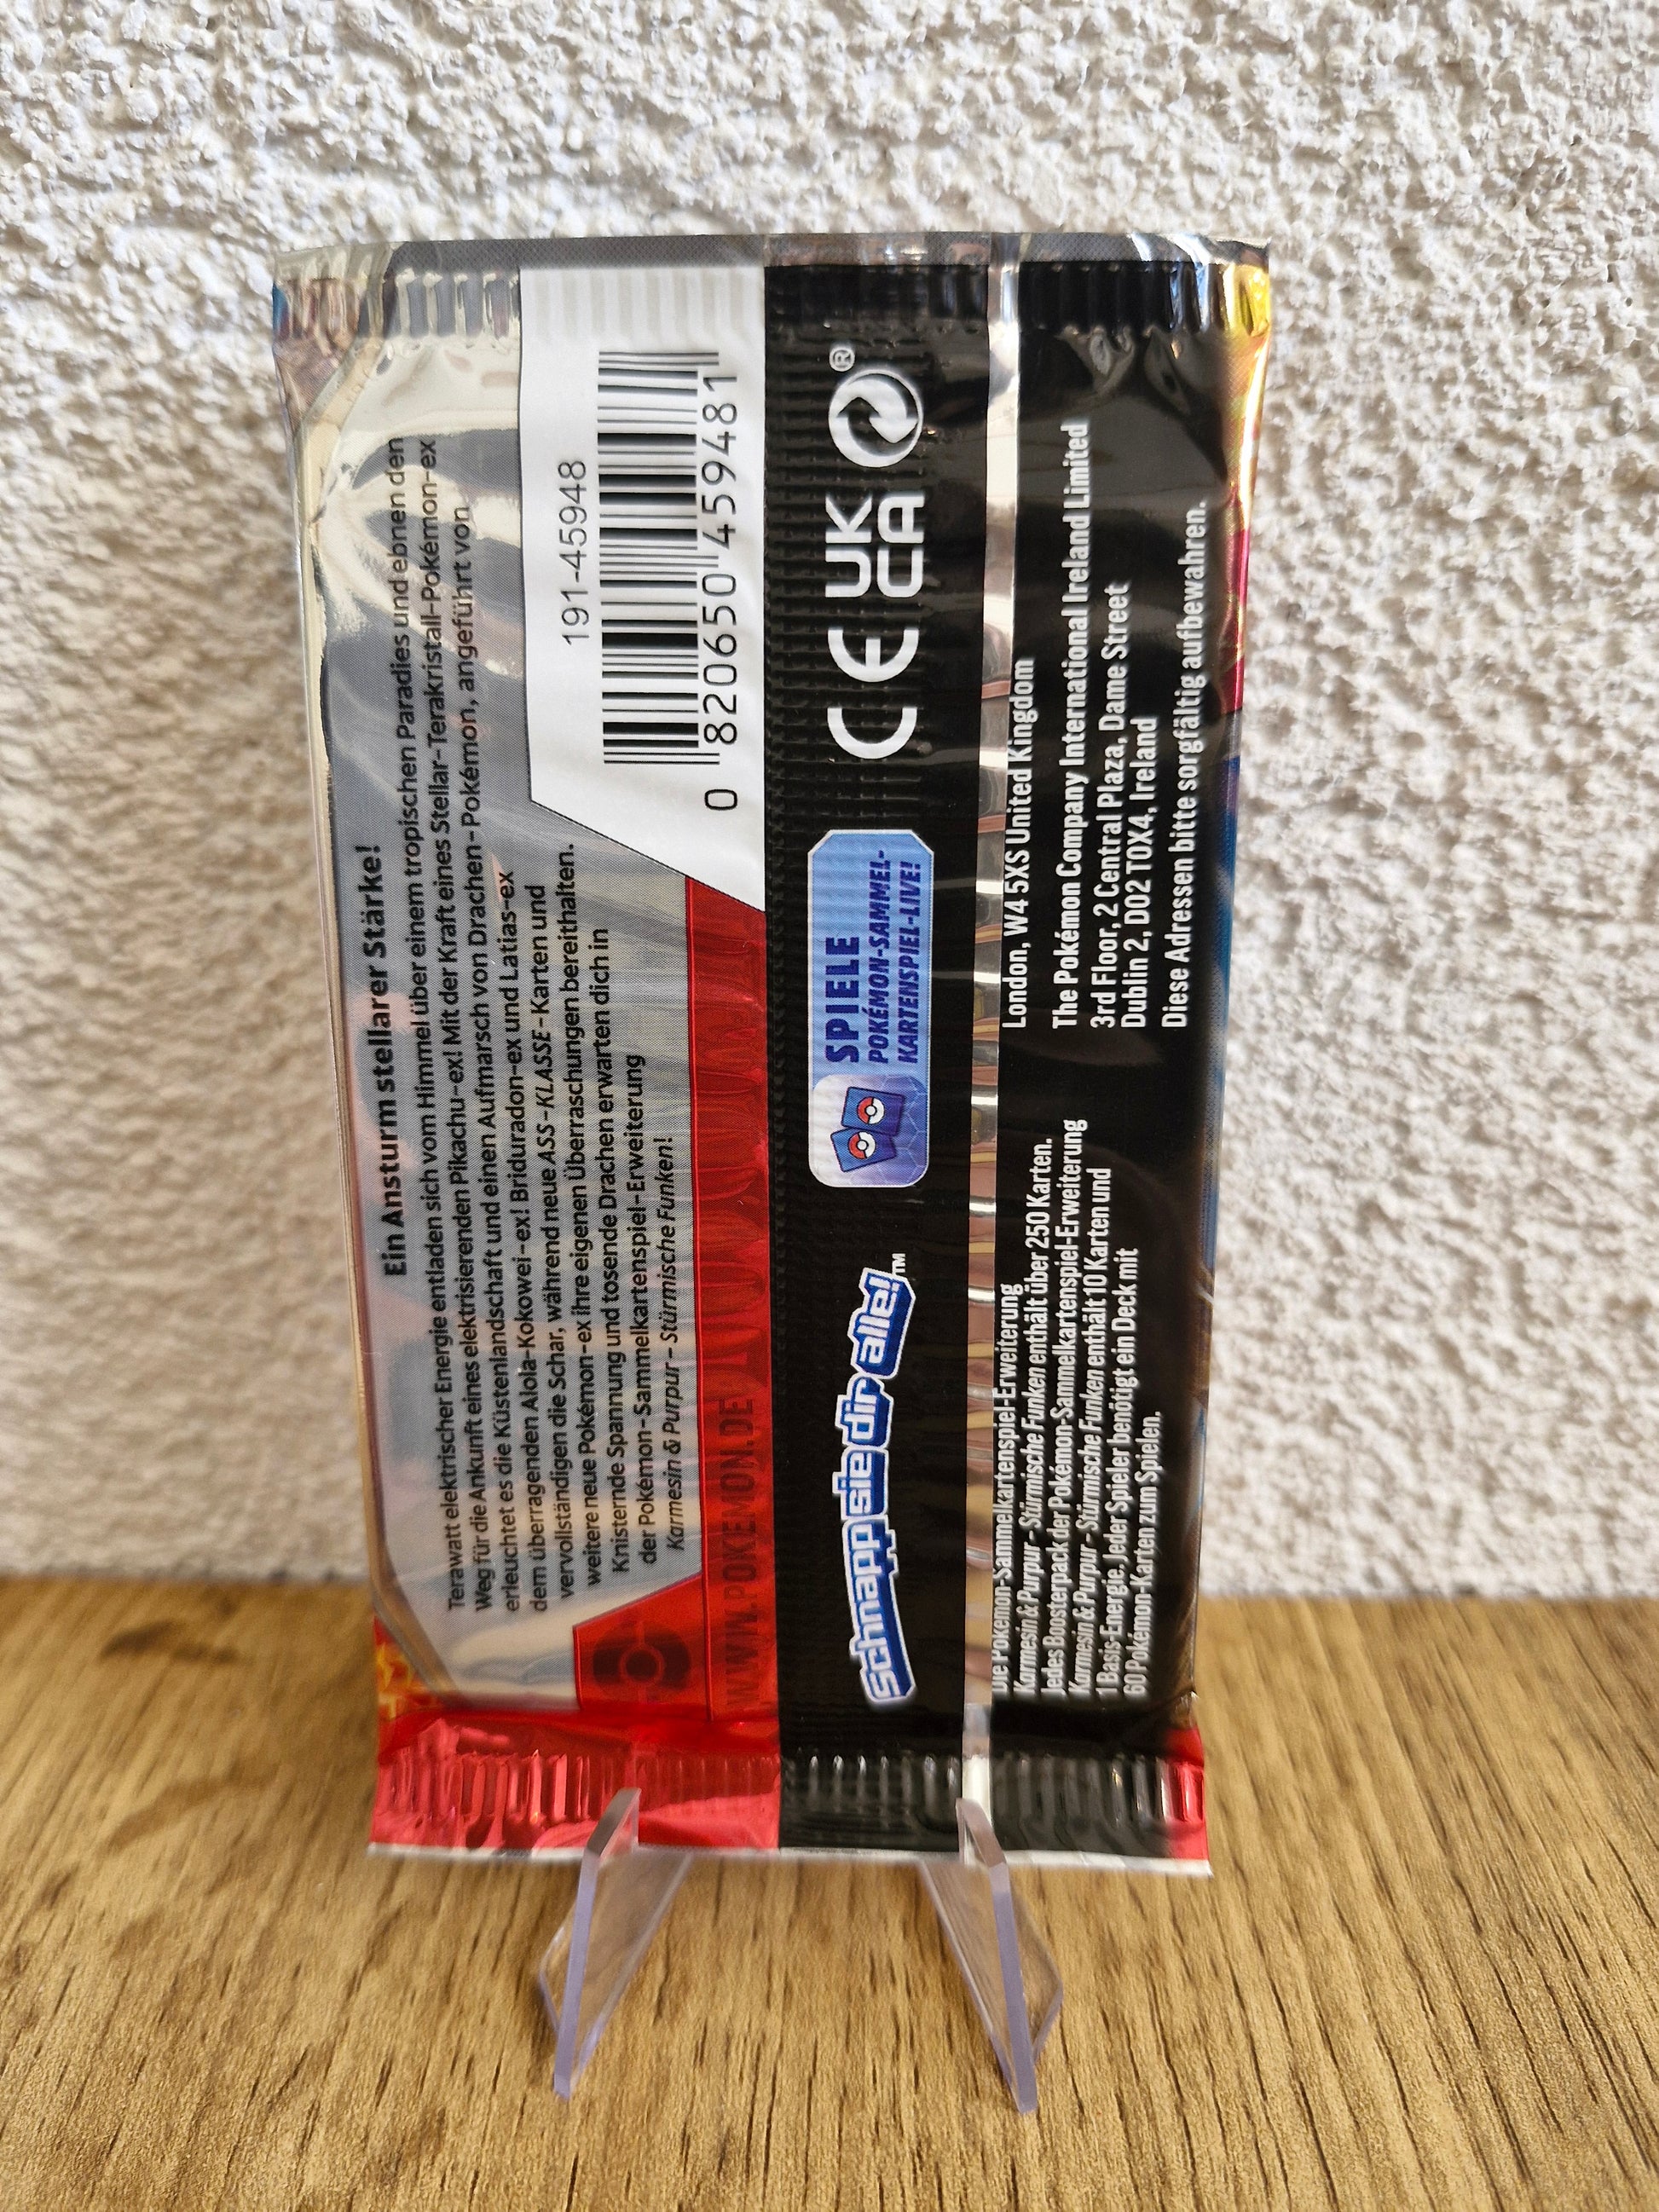 Ein Ansturm stellarer Stärke!
Terawatt elektrischer Energie entladen sich vom Himmel über einem tropischen Paradies und ebnen den
Weg für die Ankunft eines elektrisierenden Pikachu-ex! Mit der Kraft eines Stellar-Terakristall-Pokémon-ex
erleuchtet es die Küstenlandschaft und einen Aufmarsch von Drachen-Pokémon, angeführt von
dem überragenden Alola-Kokowei-ex! Briduradon-ex und Latias-ex
vervollständigen die Schar, während neue ASS-KLASSE-Karten und
weitere neue Pokémon-ex ihre eigenen Überraschungen bereithalten.
Knisternde Spannung und tosende Drachen erwarten dich in
der Pokémon-Sammelkartenspiel-Erweiterung
Karmesin & Purpur – Stürmische Funken!
WWW.POKEMON.DE
191-45948
0 820650 459481
Schnapp sie dir alle!™
SPIELE
POKÉMON-SAMMEL-
KARTENSPIEL-LIVE!
CE UK
CA ®
Die Pokémon-Sammelkartenspiel-Erweiterung
Karmesin & Purpur – Stürmische Funken enthält über 250 Karten.
Jedes Boosterpack der Pokémon-Sammelkartenspiel-Erweiterung
Karmesin & Purpur – Stürmische Funken enthält 10 Karten und
1 Basis-Energie. Jeder Spieler benötigt ein Deck mit
60 Pokémon-Karten zum Spielen.
London, W4 5XS United Kingdom
The Pokémon Company International Ireland Limited
3rd Floor, 2 Central Plaza, Dame Street
Dublin 2, D02 T0X4, Ireland
Diese Adressen bitte sorgfältig aufbewahren.